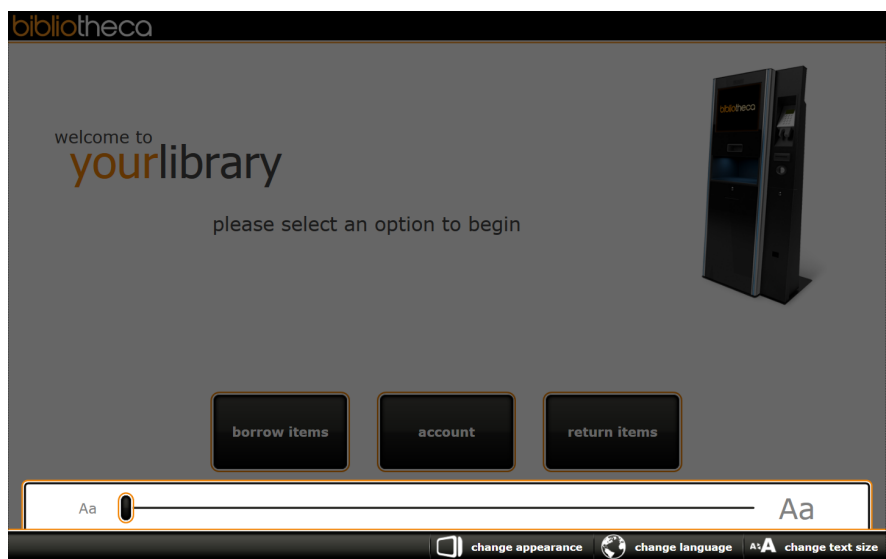 bibliotheca
bibliotheca
welcome to
yourlibrary
please select an option to begin
borrow items account return items
Aa Aa
change appearance change language AAA change text size